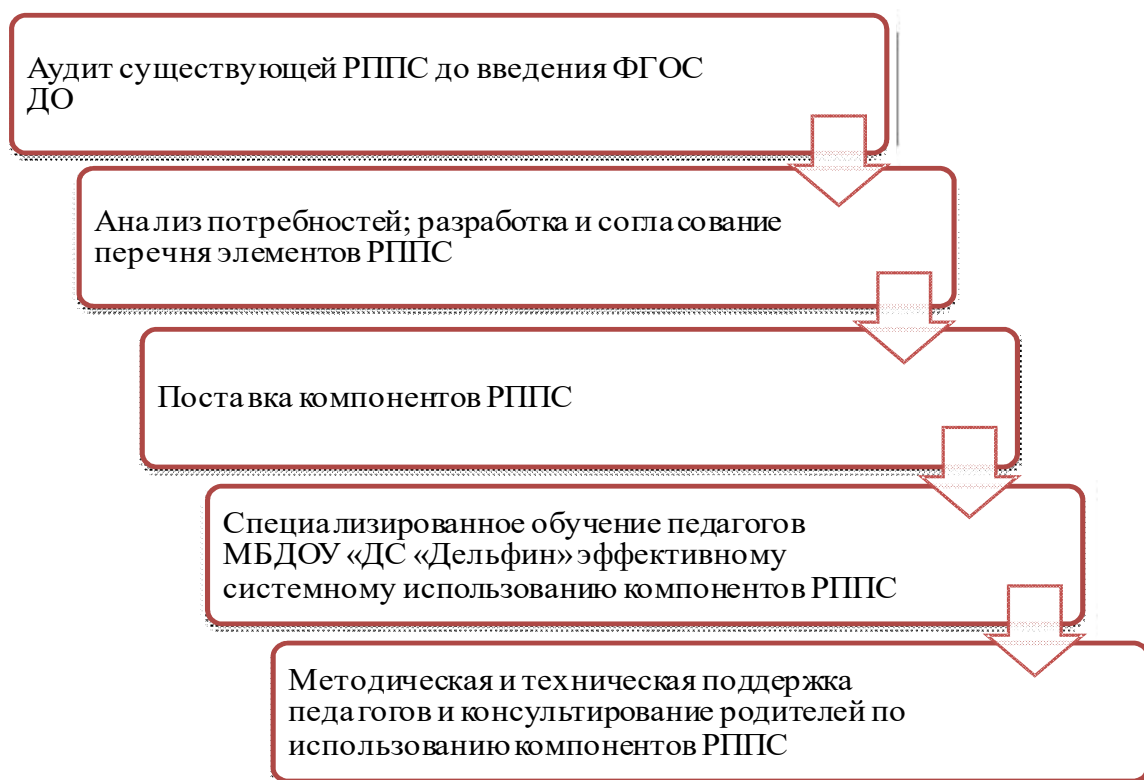 Аудит существующей РППС до введения ФГОС
ДО
Анализ потребностей; разработка и согласование
перечня элементов РППС
Поставка компонентов РППС
Специализированное обучение педагогов
МБДОУ «ДС «Дельфин» эффективному
системному использованию компонентов РППС
Методическая и техническая поддержка
педагогов и консультирование родителей по
использованию компонентов РППС